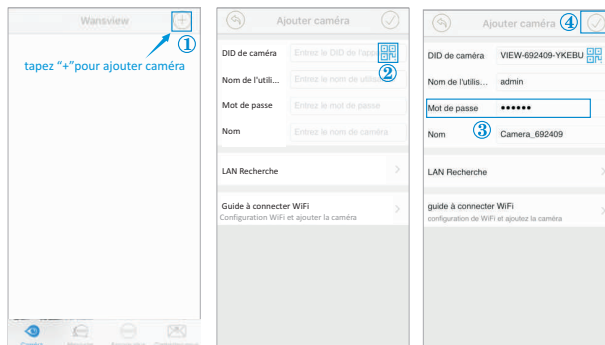 Wansview
①
tapez “+”pour ajouter caméra
Caméra
Ajouter caméra
DID de caméra
Entrez le DID de l'app
②
Nom de l'utili...
Entrez le nom de utilis
Mot de passe
Entrez le mot de passe
Nom
Entrez le nom de caméra
LAN Recherche
Guide à connecter WiFi
Configuration WiFi et ajouter la caméra
Ajouter caméra
④
DID de caméra VIEW-692409-YKEBU
Nom de l'utilis... admin
Mot de passe ••••••
③
Nom Camera_692409
LAN Recherche
guide à connecter WiFi
configuration de WiFi et ajoutez la caméra